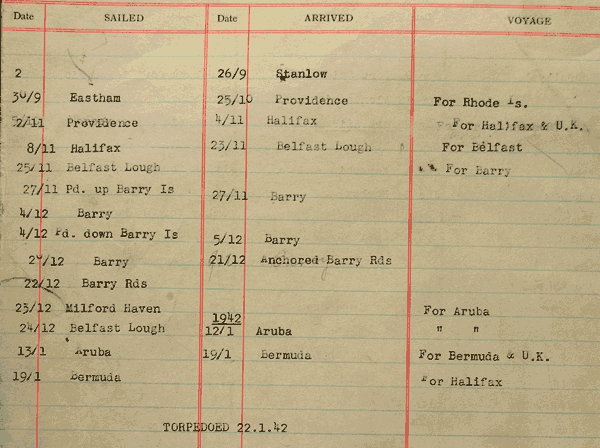 Date SAILED Date ARRIVED VOYAGE
2 26/9 Stanlow
30/9 Eastham 25/10 Providence For Rhode Is.
2/11 Providence 4/11 Halifax For Halifax & U.K.
8/11 Halifax 23/11 Belfast Lough For Belfast
25/11 Belfast Lough " For Barry
27/11 Pd. up Barry Is 27/11 Barry
4/12 Barry
4/12 Pd. down Barry Is 5/12 Barry
Barry 21/12 Anchored Barry Rds
22/12 Barry Rds
23/12 Milford Haven For Aruba
1942
24/12 Belfast Lough 12/1 Aruba " "
13/1 Aruba 19/1 Bermuda For Bermuda & U.K.
19/1 Bermuda For Halifax
TORPEDOED 22.1.42